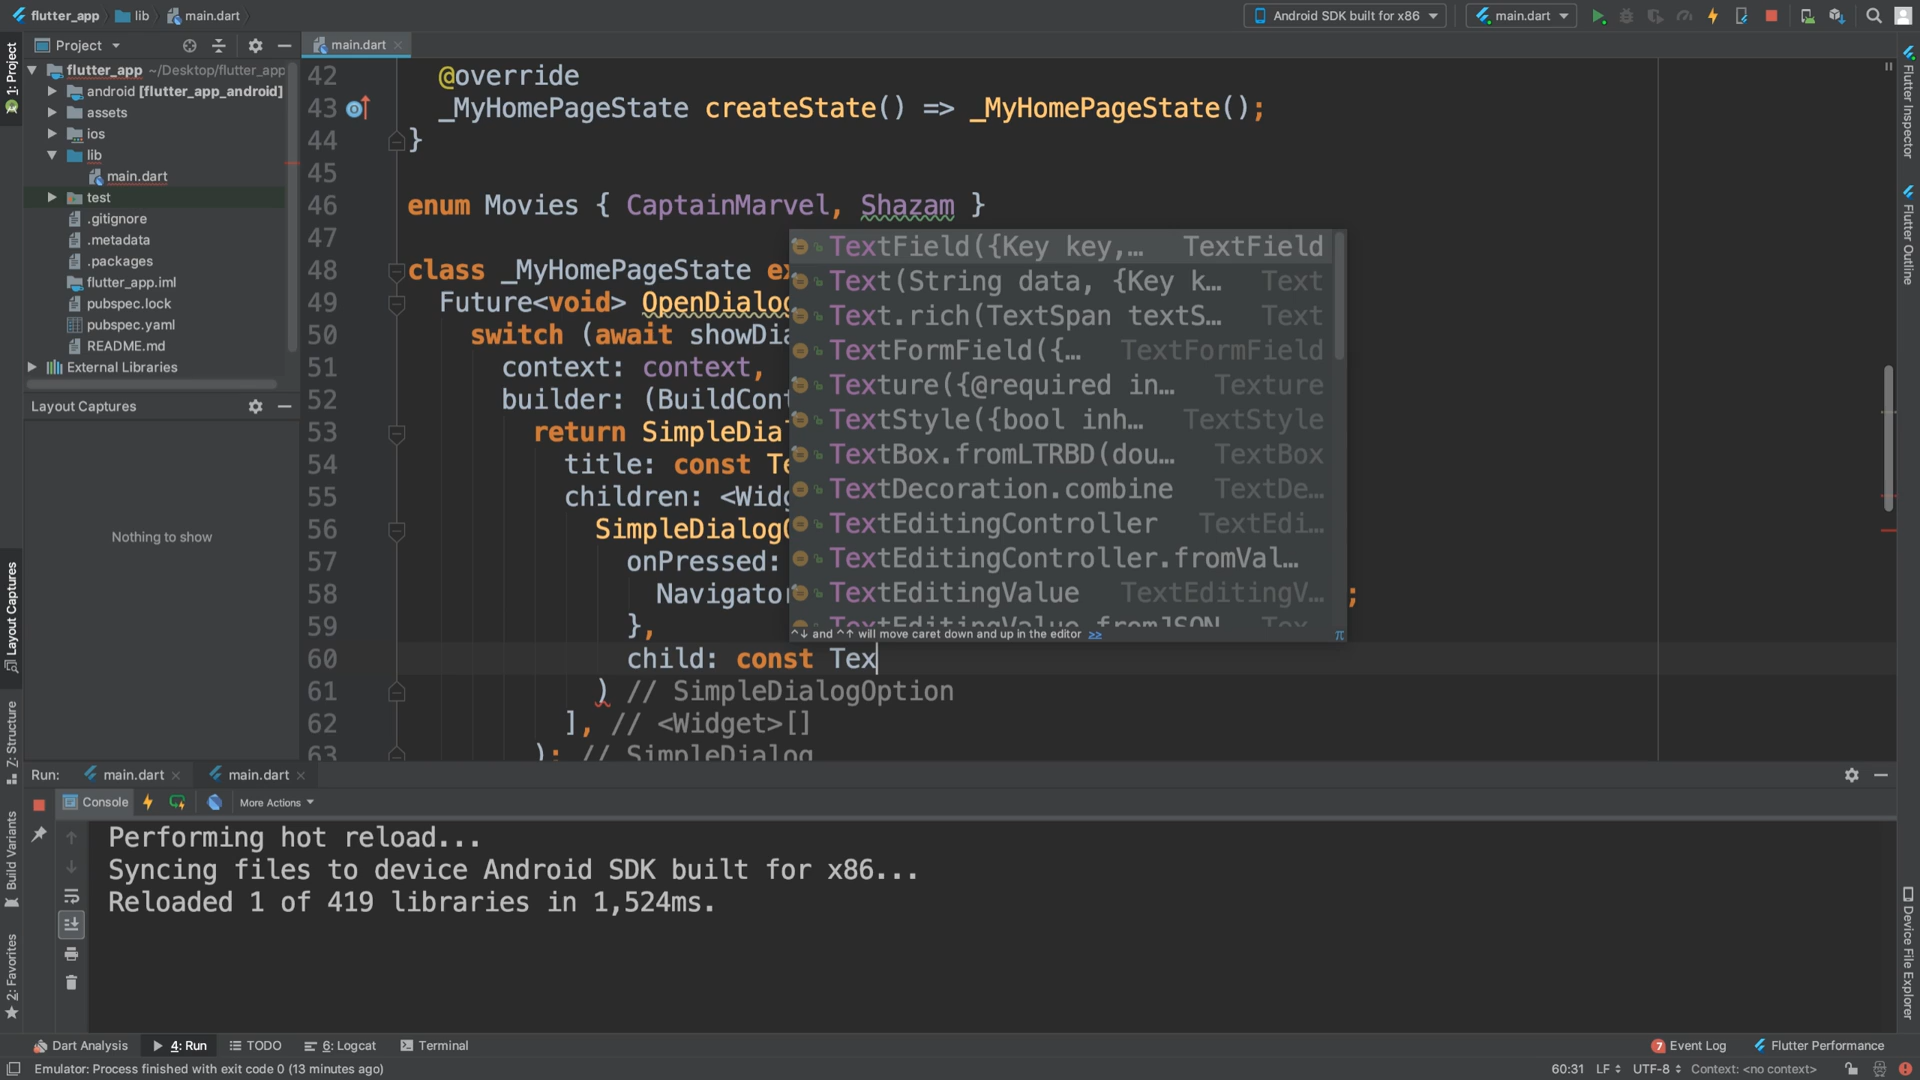 flutter_app
lib
main.dart
Android SDK built for x86
main.dart
Project
main.dart
1: Project
Layout Captures
Z: Structure
Build Variants
2: Favorites
flutter_app ~/Desktop/flutter_app
android [flutter_app_android]
assets
ios
lib
main.dart
test
.gitignore
.metadata
.packages
flutter_app.iml
pubspec.lock
pubspec.yaml
README.md
External Libraries
Layout Captures
Nothing to show
42 @override
43 _MyHomePageState createState() => _MyHomePageState();
44 }
45
46 enum Movies { CaptainMarvel, Shazam }
47
48 class _MyHomePageState ex
49 Future<void> OpenDialog
50 switch (await showDia
51 context: context,
52 builder: (BuildCont
53 return SimpleDia
54 title: const Te
55 children: <Widg
56 SimpleDialogO
57 onPressed:
58 Navigator ;
59 },
60 child: const Tex
61 ) // SimpleDialogOption
62 ], // <Widget>[]
63 ); // SimpleDialog
TextField({Key key,… TextField
Text(String data, {Key k… Text
Text.rich(TextSpan textS… Text
TextFormField({… TextFormField
Texture({@required in… Texture
TextStyle({bool inh… TextStyle
TextBox.fromLTRBD(dou… TextBox
TextDecoration.combine TextDe…
TextEditingController TextEdi…
TextEditingController.fromVal…
TextEditingValue TextEditingV…
TextEditingValue.fromJSON Tex…
^↓ and ^↑ will move caret down and up in the editor >> π
Flutter Inspector
Flutter Outline
Device File Explorer
Run: main.dart main.dart
Console More Actions
Performing hot reload...
Syncing files to device Android SDK built for x86...
Reloaded 1 of 419 libraries in 1,524ms.
Dart Analysis 4: Run TODO 6: Logcat Terminal 7 Event Log Flutter Performance
Emulator: Process finished with exit code 0 (13 minutes ago) 60:31 LF UTF-8 Context: <no context>